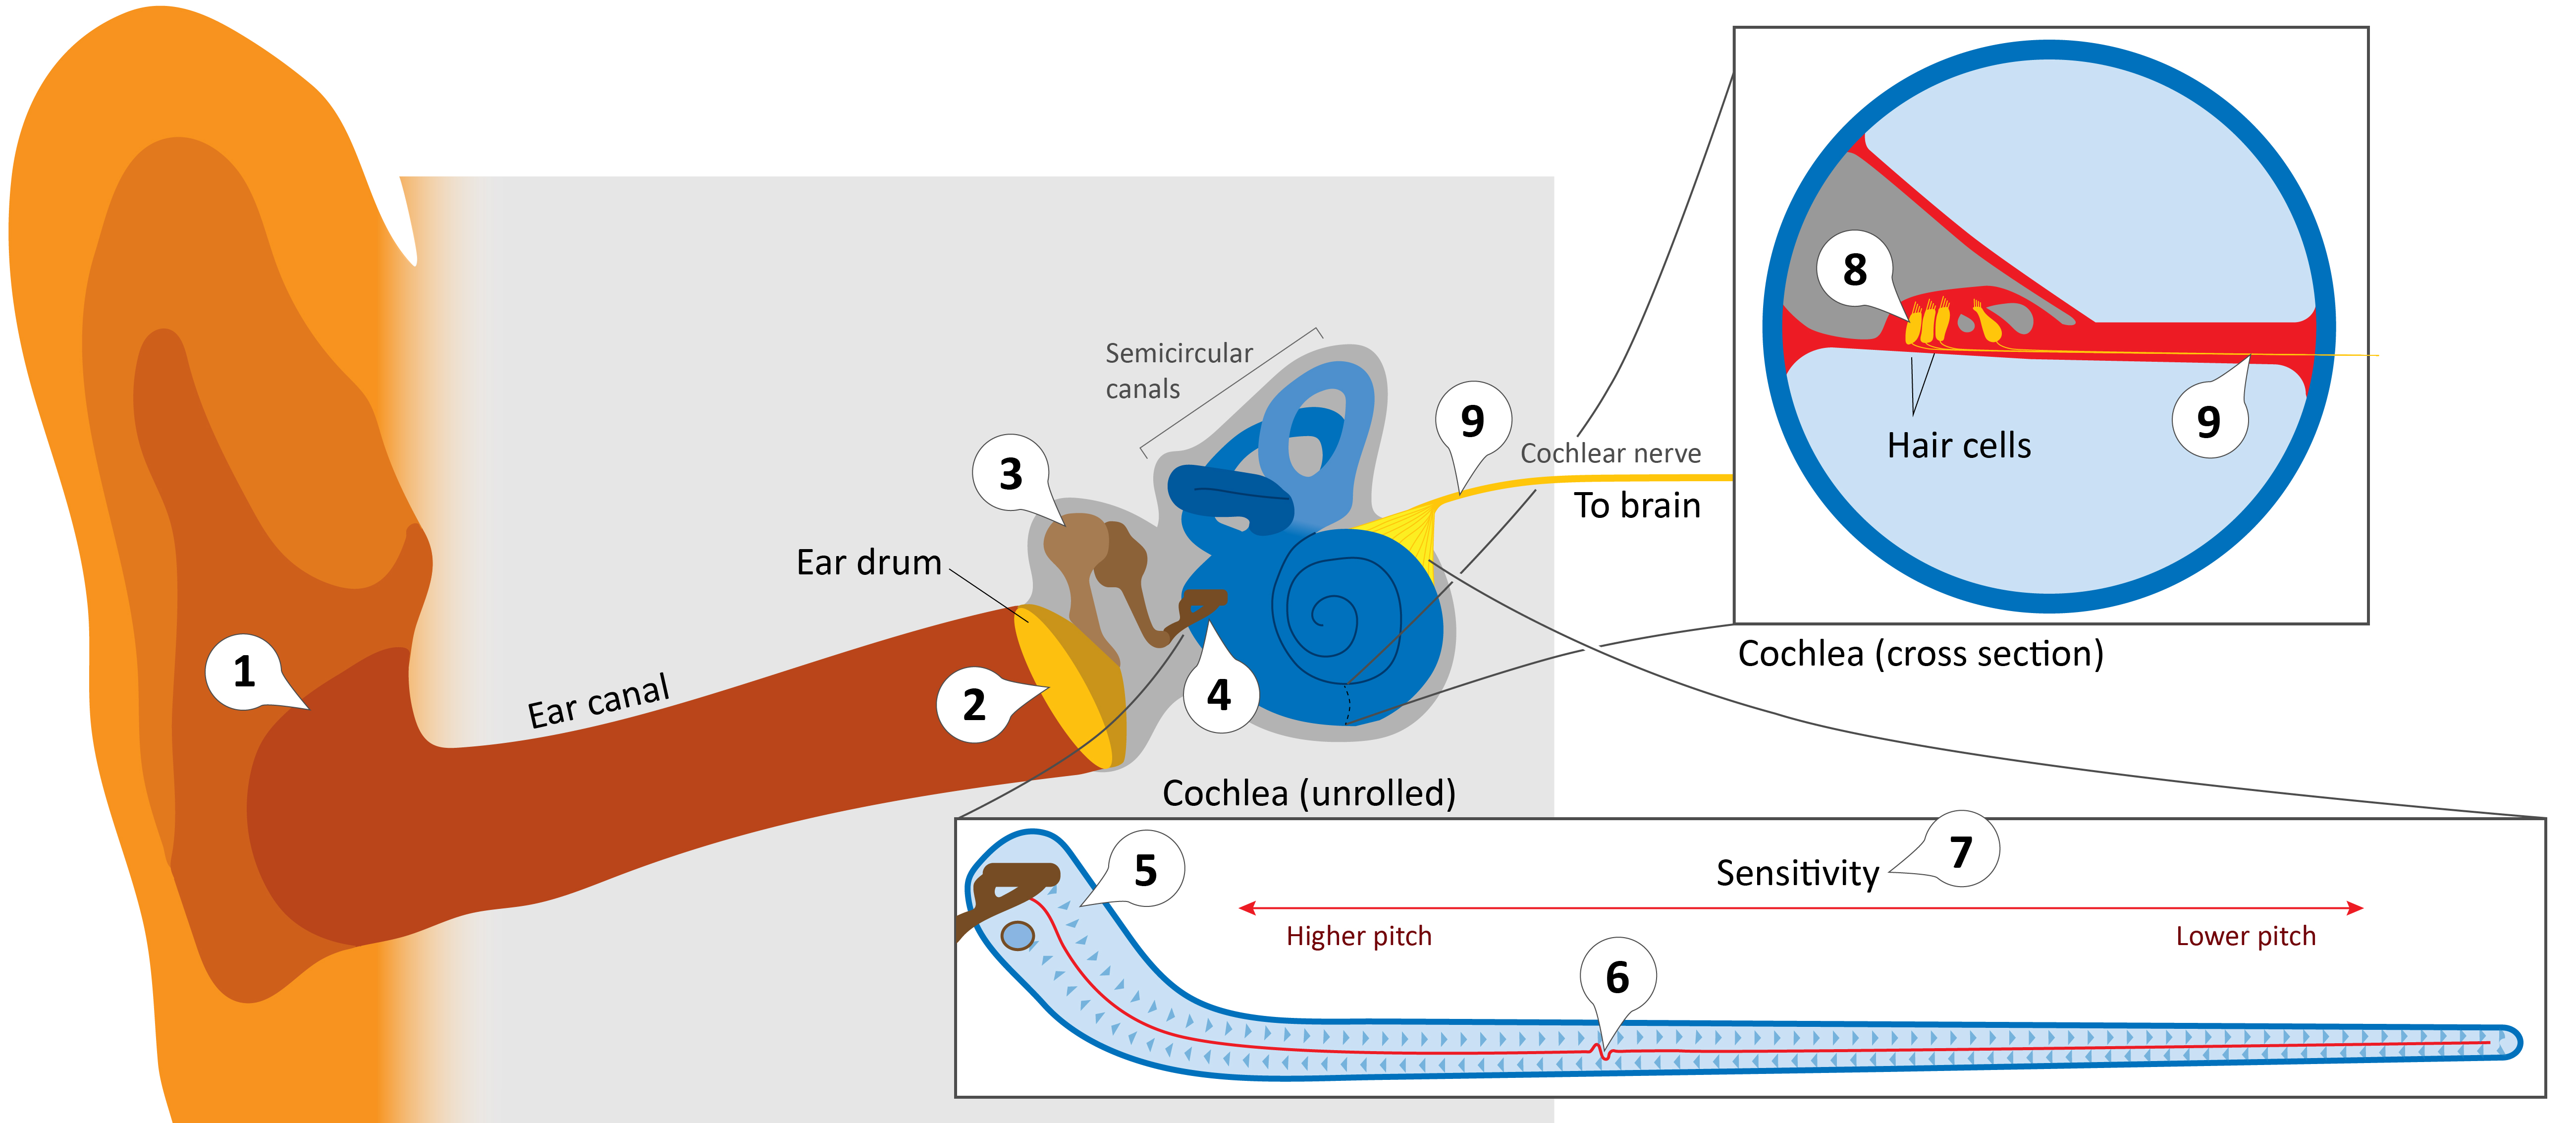 Semicircular
canals
8
9
Cochlear nerve
9
3
Hair cells
To brain
Ear drum
1
Ear canal
2
4
Cochlea (cross section)
Cochlea (unrolled)
5
Sensitivity
7
Higher pitch
Lower pitch
6